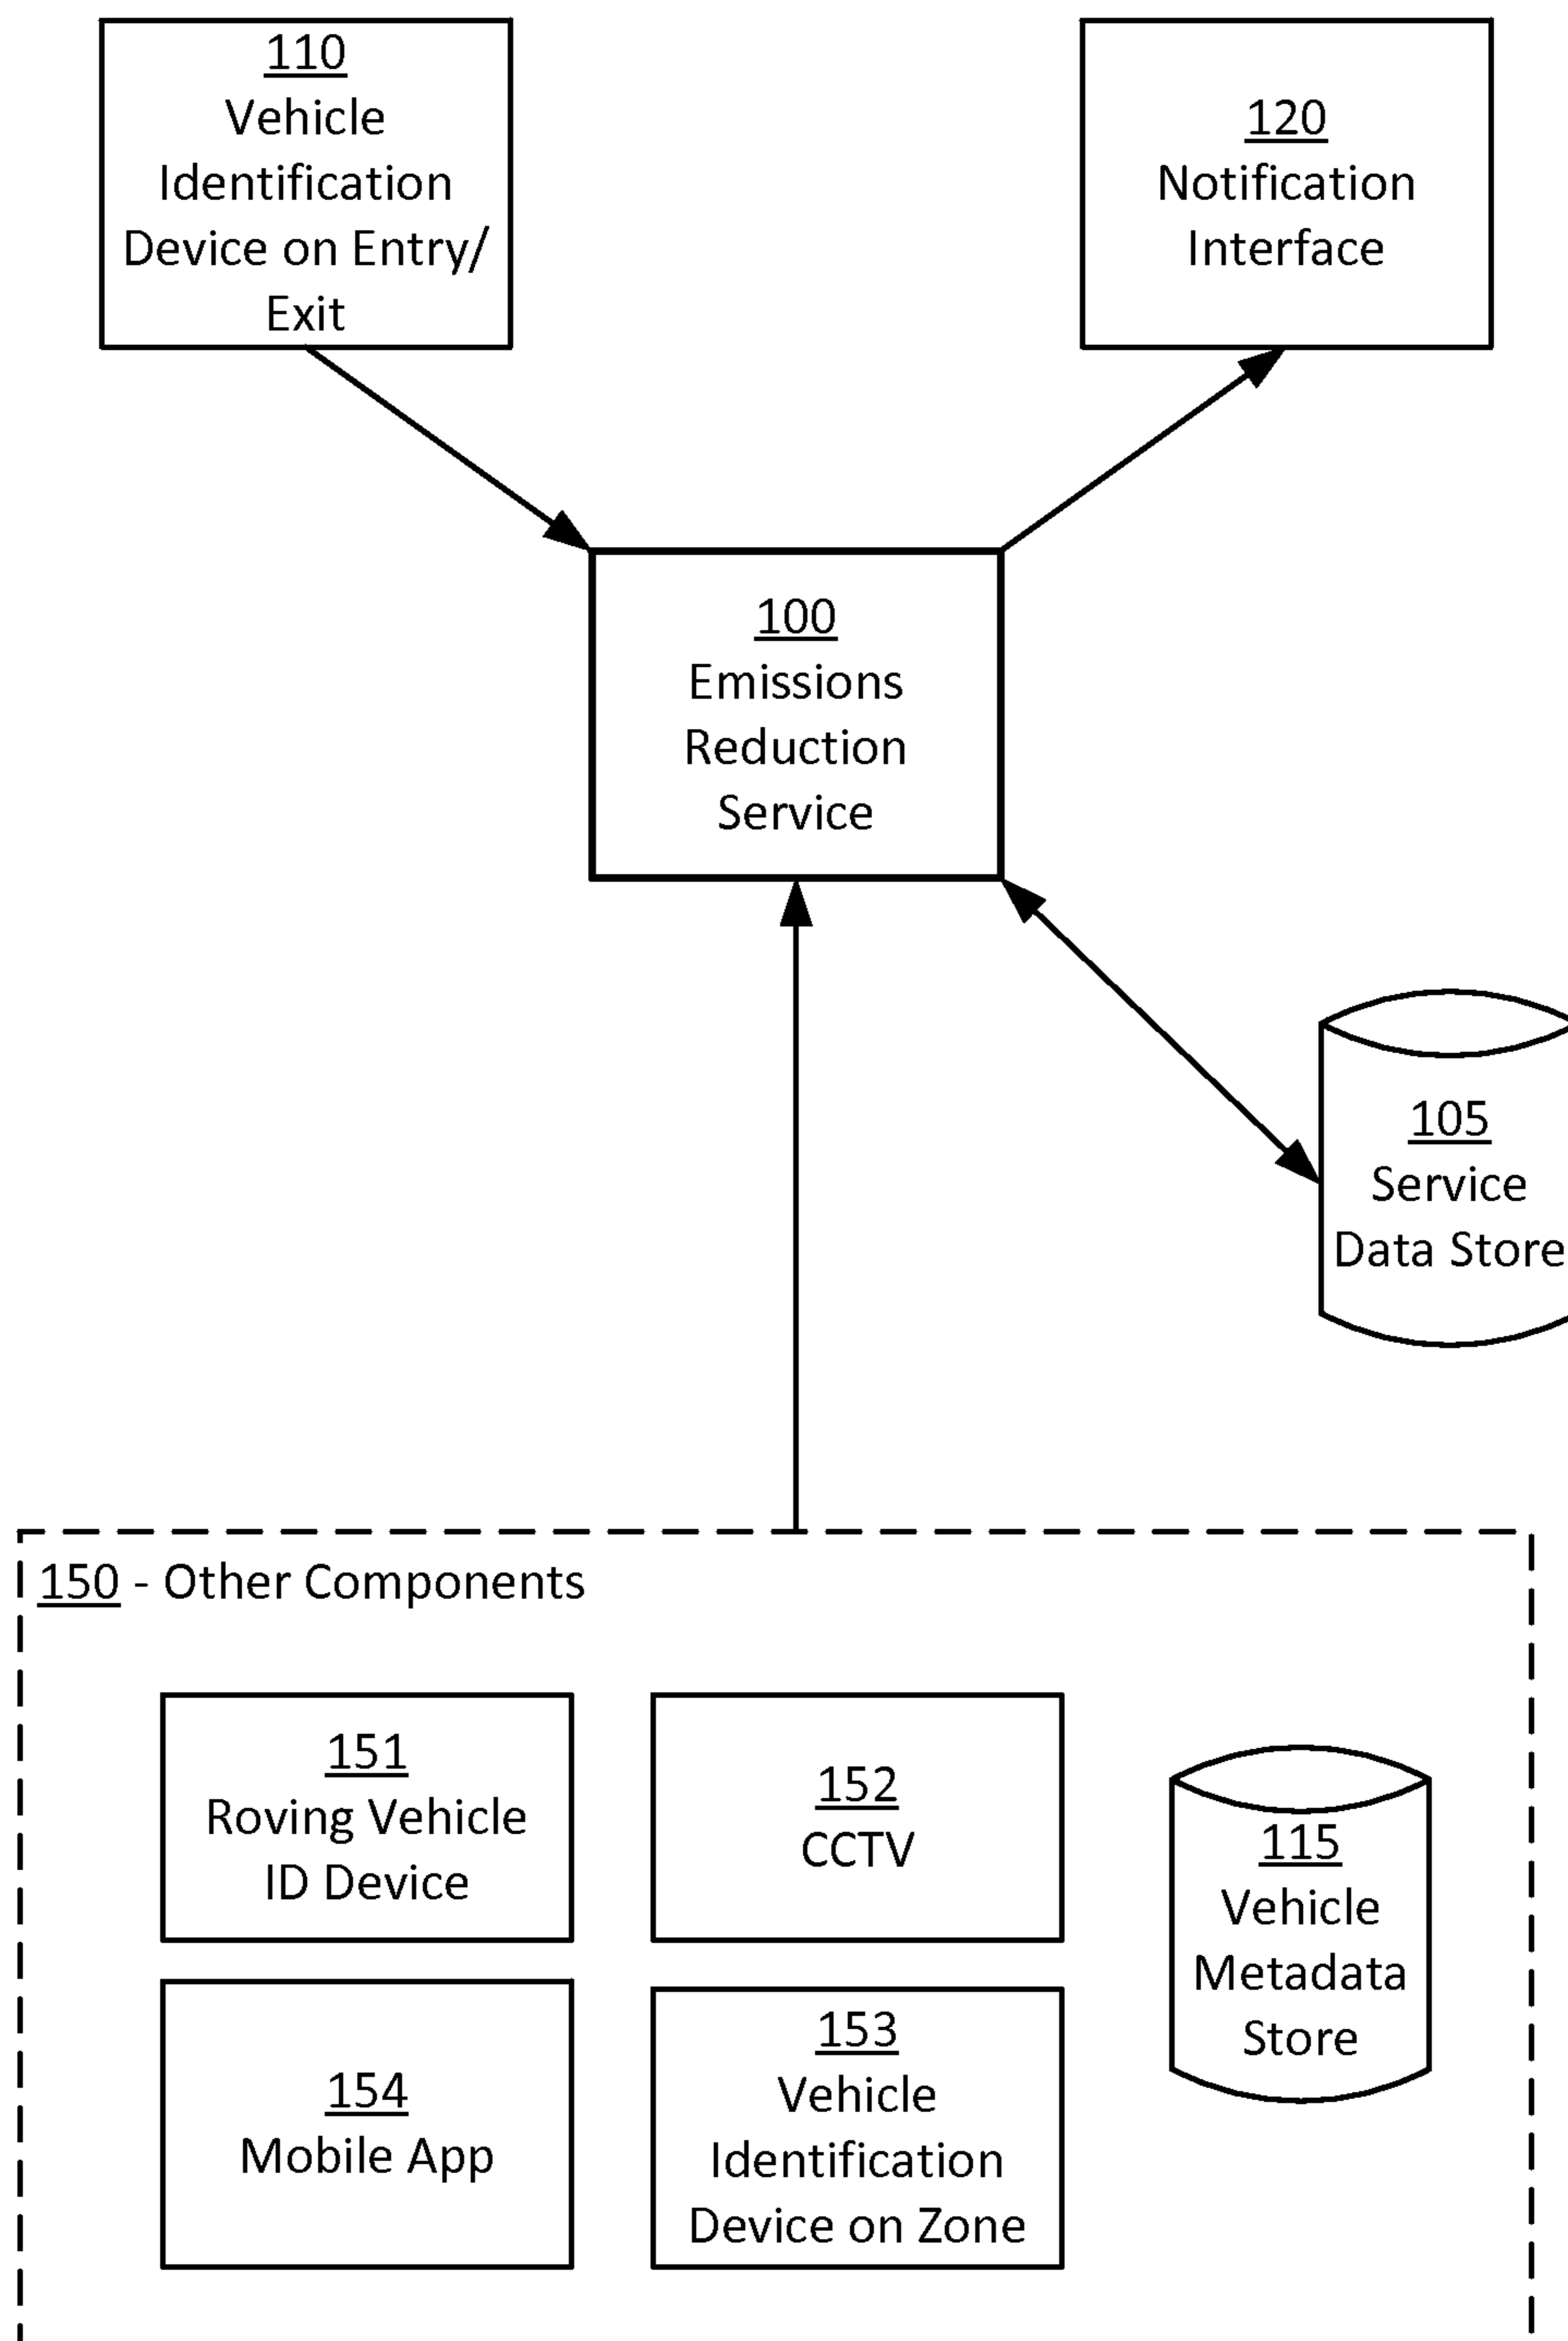 110
Vehicle
Identification
Device on Entry/
Exit
120
Notification
Interface
100
Emissions
Reduction
Service
105
Service
Data Store
150 - Other Components
151
Roving Vehicle
ID Device
152
CCTV
115
Vehicle
Metadata
Store
154
Mobile App
153
Vehicle
Identification
Device on Zone